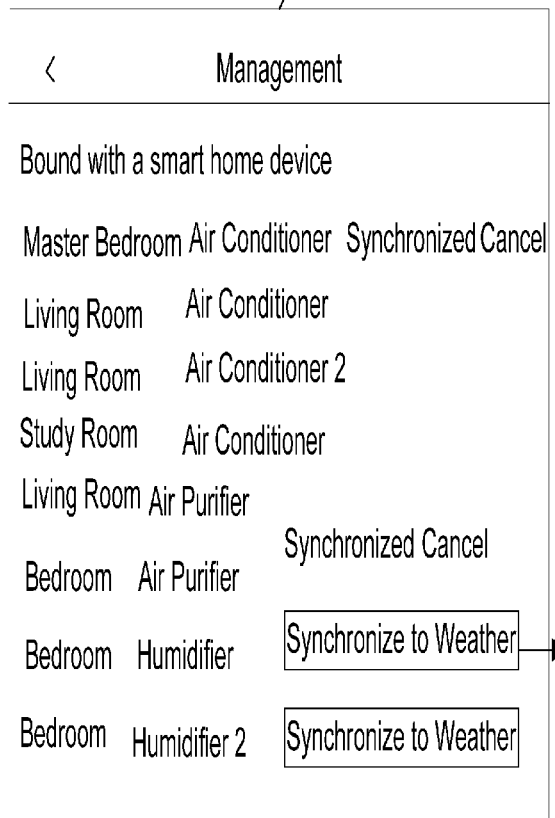 < Management
Bound with a smart home device
Master Bedroom Air Conditioner Synchronized Cancel
Living Room Air Conditioner
Living Room Air Conditioner 2
Study Room Air Conditioner
Living Room Air Purifier
Synchronized Cancel
Bedroom Air Purifier
Bedroom Humidifier Synchronize to Weather
Bedroom Humidifier 2 Synchronize to Weather